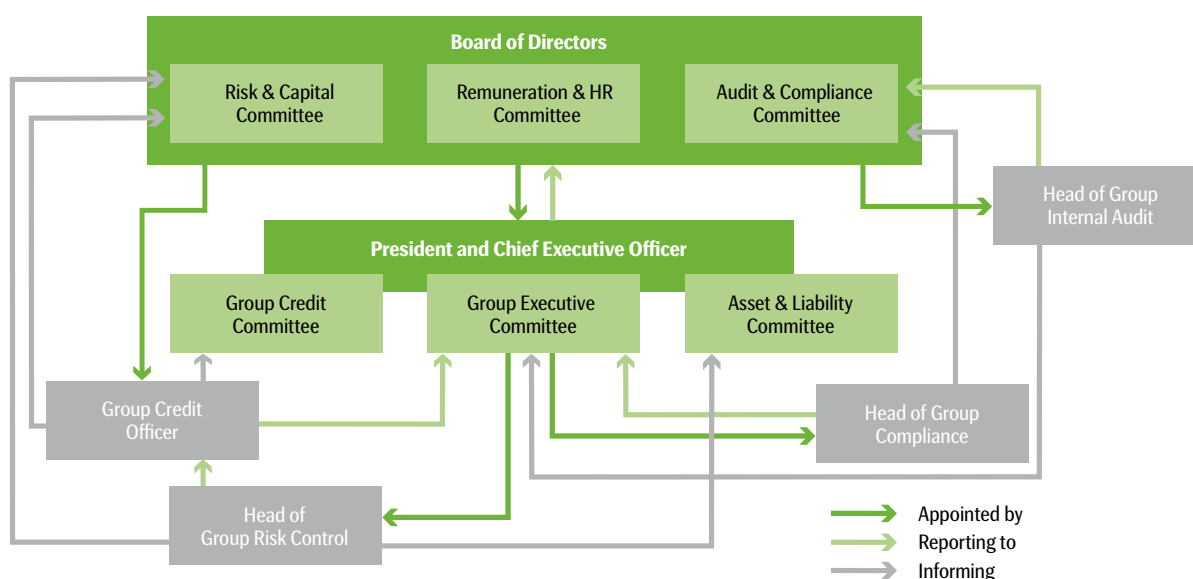 Board of Directors
Risk & Capital
Committee
Remuneration & HR
Committee
Audit & Compliance
Committee
Head of Group
Internal Audit
President and Chief Executive Officer
Group Credit
Committee
Group Executive
Committee
Asset & Liability
Committee
Group Credit
Officer
Head of Group
Compliance
Head of
Group Risk Control
Appointed by
Reporting to
Informing